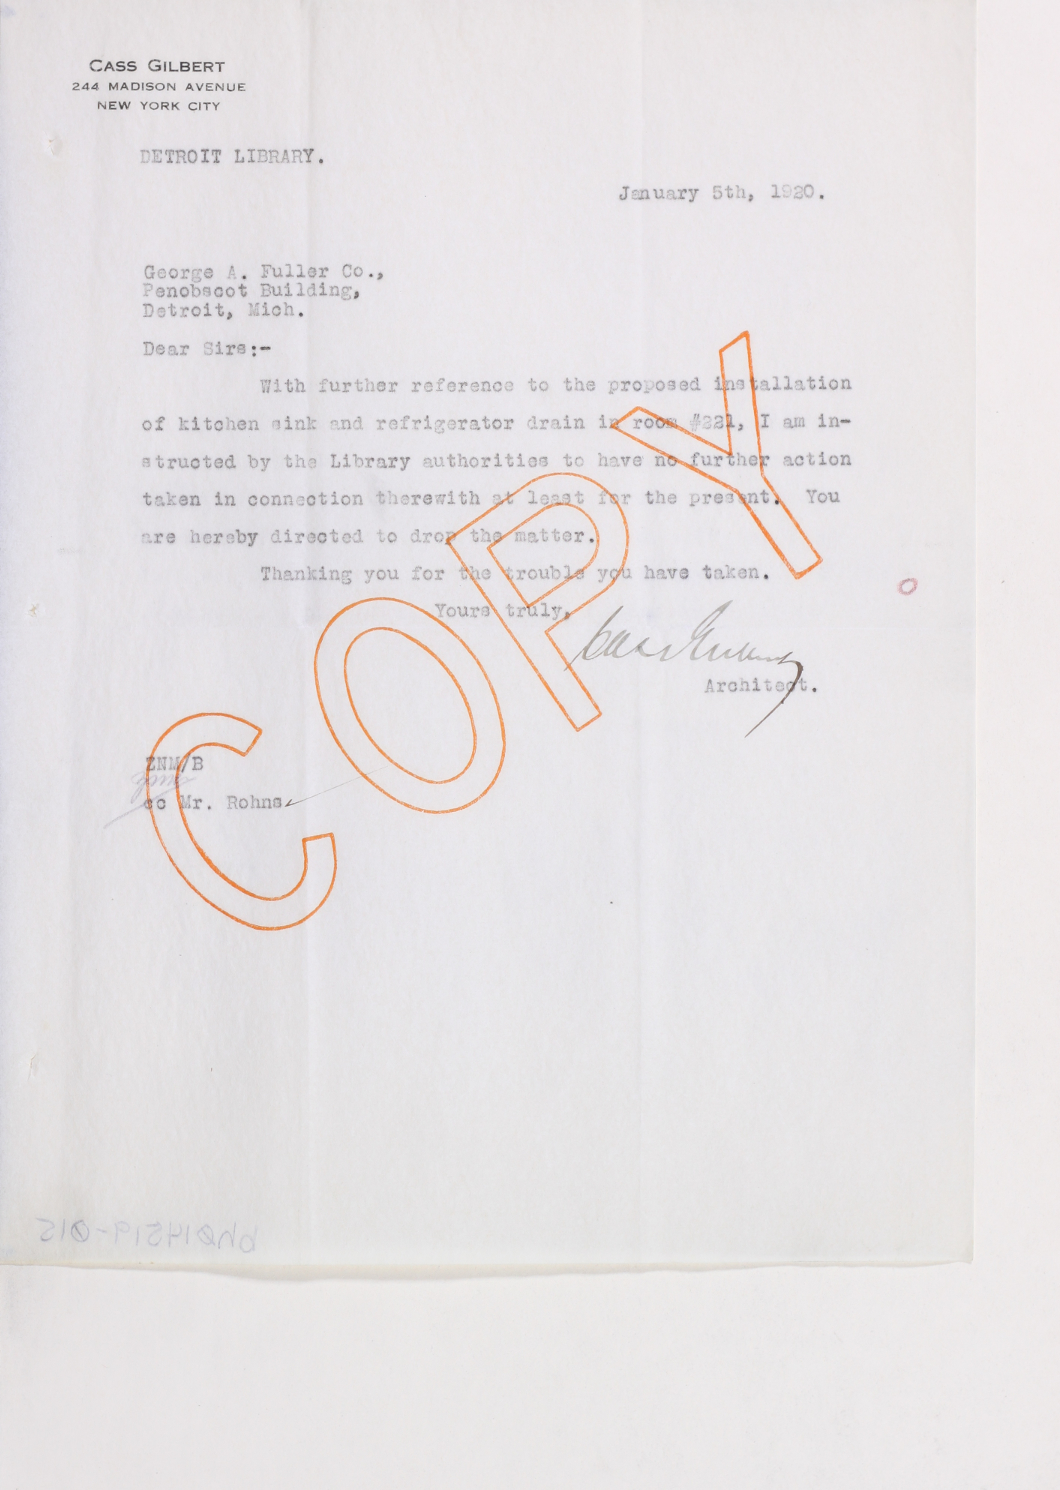 CASS GILBERT
244 MADISON AVENUE
NEW YORK CITY
DETROIT LIBRARY.
January 5th, 1920.
George A. Fuller Co.,
Penobscot Building,
Detroit, Mich.
Dear Sirs:-
With further reference to the proposed installation
of kitchen sink and refrigerator drain in room #221, I am in-
structed by the Library authorities to have no further action
taken in connection therewith at least for the present. You
are hereby directed to drop the matter.
Thanking you for the trouble you have taken.
Yours truly,
Cass Gilbert
Architect.
ZNM/B
cc Mr. Rohns
COPY